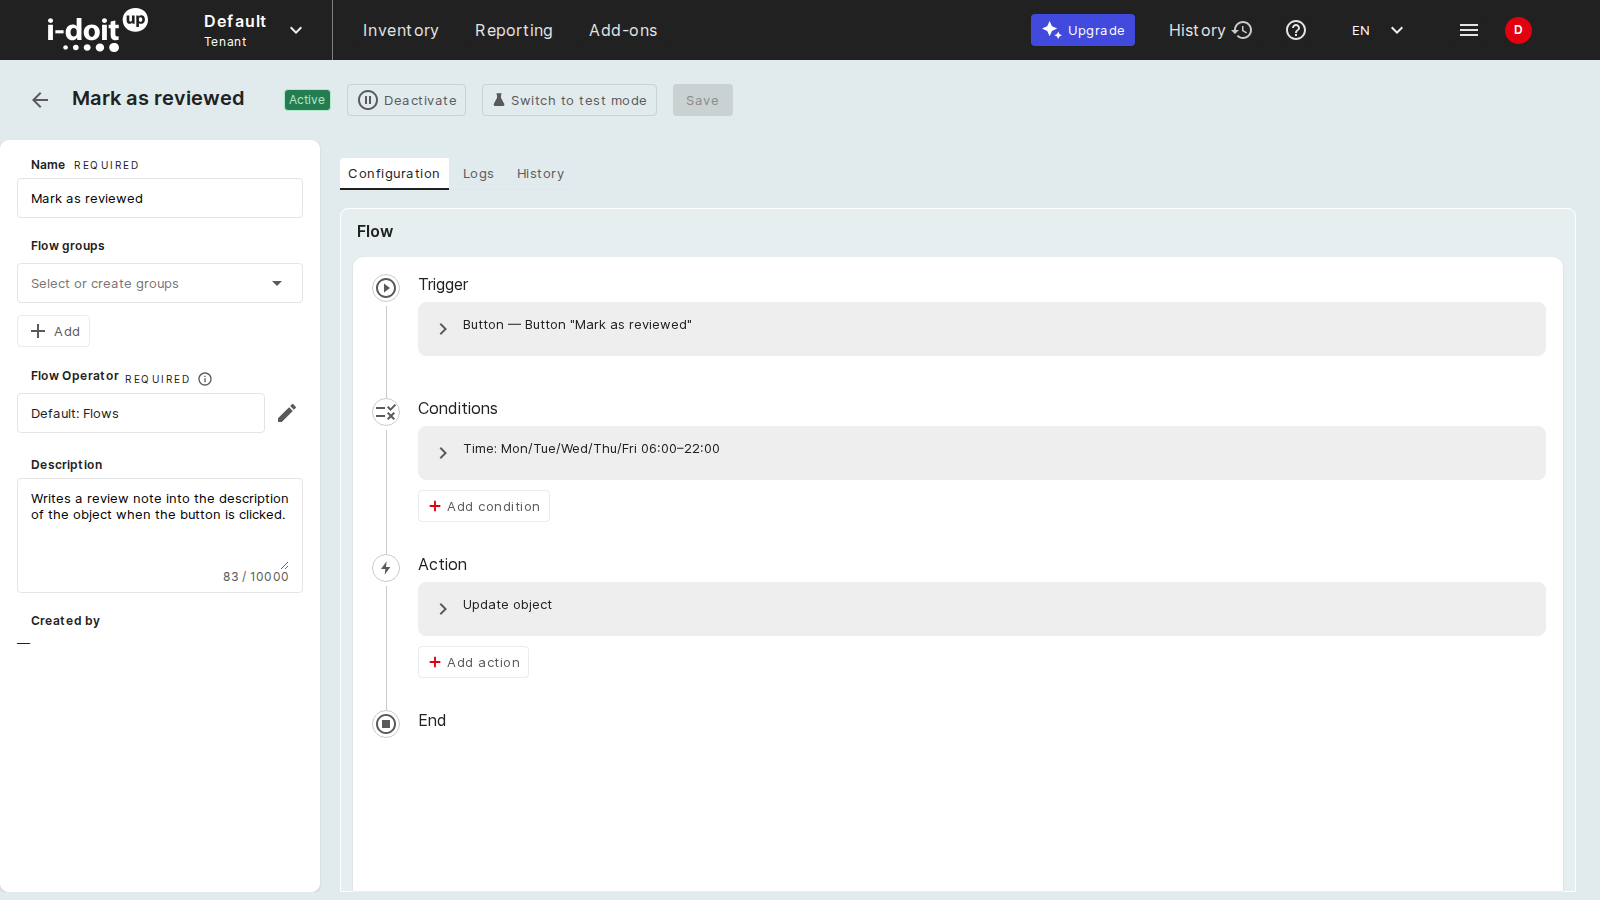 i-doit up
Default
Tenant
Inventory
Reporting
Add-ons
Upgrade
History
EN
D
Mark as reviewed
Active
Deactivate
Switch to test mode
Save
Name REQUIRED
Mark as reviewed
Flow groups
Select or create groups
Add
Flow Operator REQUIRED
Default: Flows
Description
Writes a review note into the description
of the object when the button is clicked.
83 / 10000
Created by
—
Configuration
Logs
History
Flow
Trigger
Button — Button "Mark as reviewed"
Conditions
Time: Mon/Tue/Wed/Thu/Fri 06:00–22:00
Add condition
Action
Update object
Add action
End